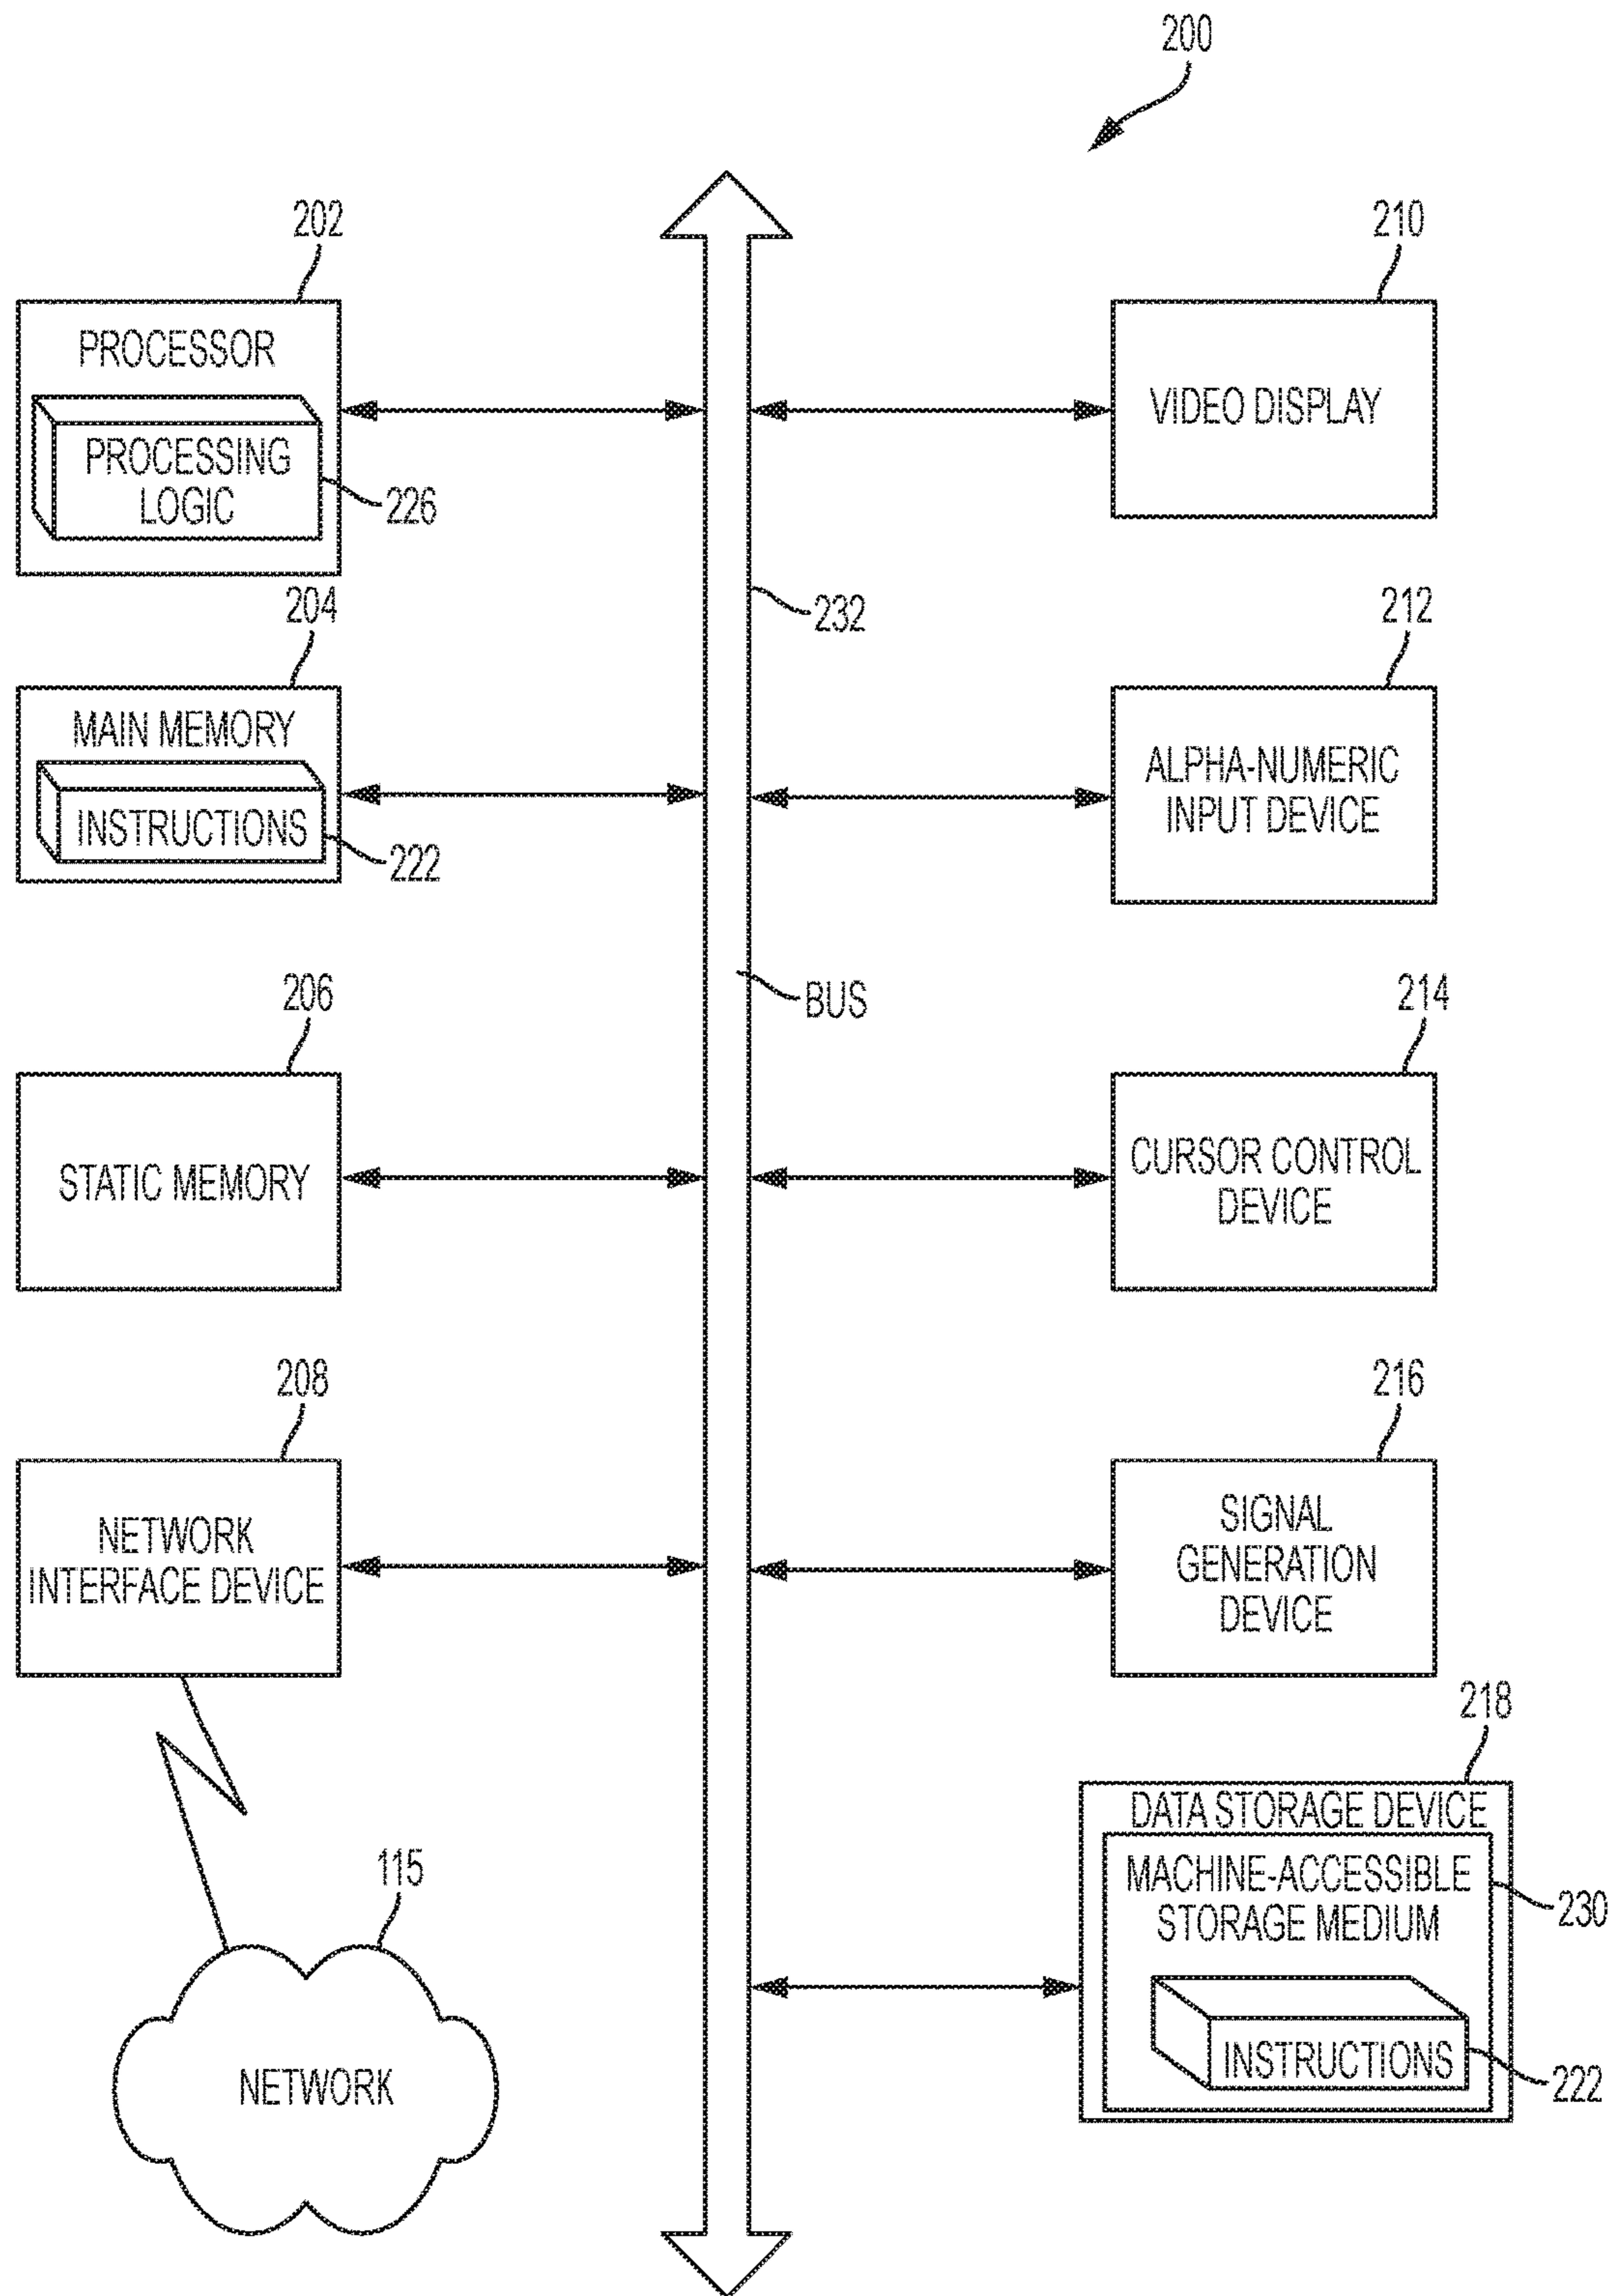 200
202
PROCESSOR
PROCESSING
LOGIC
226
204
MAIN MEMORY
INSTRUCTIONS
222
206
STATIC MEMORY
208
NETWORK
INTERFACE DEVICE
115
NETWORK
232
BUS
210
VIDEO DISPLAY
212
ALPHA-NUMERIC
INPUT DEVICE
214
CURSOR CONTROL
DEVICE
216
SIGNAL
GENERATION
DEVICE
218
DATA STORAGE DEVICE
MACHINE-ACCESSIBLE
STORAGE MEDIUM
230
INSTRUCTIONS
222